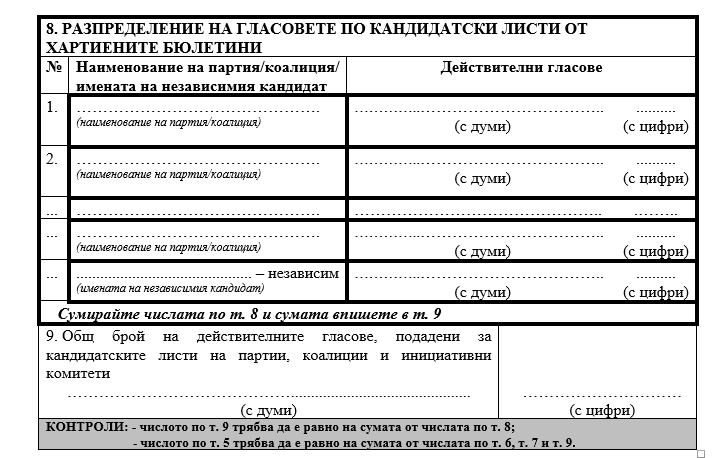 8. РАЗПРЕДЕЛЕНИЕ НА ГЛАСОВЕТЕ ПО КАНДИДАТСКИ ЛИСТИ ОТ
ХАРТИЕНИТЕ БЮЛЕТИНИ
№ Наименование на партия/коалиция/ Действителни гласове
имената на независимия кандидат
1. ………………………………………… ………………………………………… ..........
(наименование на партия/коалиция) (с думи) (с цифри)
2. ………………………………………… ………………………………………… ..........
(наименование на партия/коалиция) (с думи) (с цифри)
... ………………………………………… ………………………………………… ..........
... ………………………………………… ………………………………………… ..........
(наименование на партия/коалиция) (с думи) (с цифри)
... ..................................................... – независим ………………………………………… ..........
(имената на независимия кандидат) (с думи) (с цифри)
Сумирайте числата по т. 8 и сумата впишете в т. 9
9. Общ брой на действителните гласове, подадени за
кандидатските листи на партии, коалиции и инициативни
комитети
………………………………………………………………… ……………………………
(с думи) (с цифри)
КОНТРОЛИ: - числото по т. 9 трябва да е равно на сумата от числата по т. 8;
- числото по т. 5 трябва да е равно на сумата от числата по т. 6, т. 7 и т. 9.